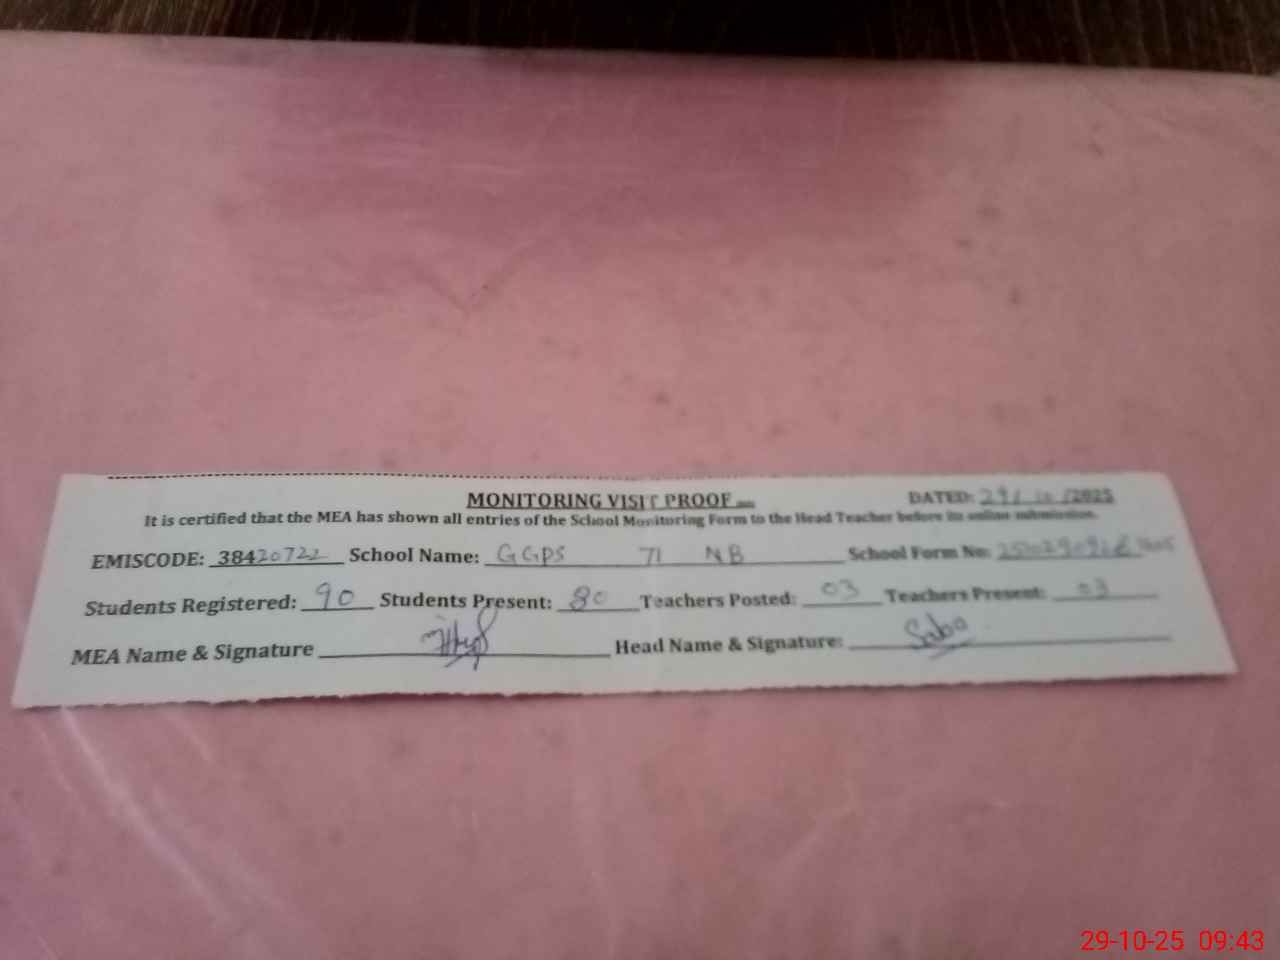 MONITORING VISIT PROOF
DATED: 29/10/2025
It is certified that the MEA has shown all entries of the School Monitoring Form to the Head Teacher before its online submission.
EMISCODE: 38420722 School Name: GGPS 71 NB School Form No:
Students Registered: 90 Students Present: 80 Teachers Posted: 03 Teachers Present: 03
MEA Name & Signature Head Name & Signature: Saba
29-10-25 09:43